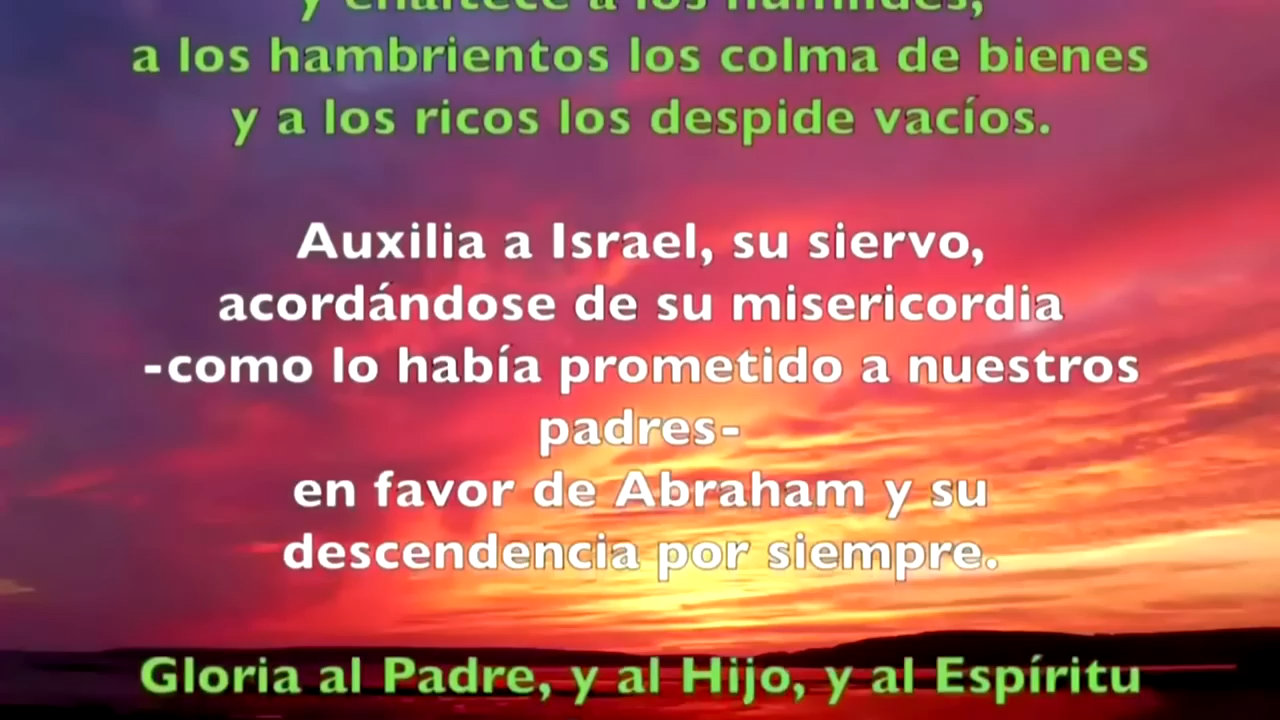 y enaltece a los humildes,
a los hambrientos los colma de bienes
y a los ricos los despide vacíos.
Auxilia a Israel, su siervo,
acordándose de su misericordia
-como lo había prometido a nuestros
padres-
en favor de Abraham y su
descendencia por siempre.
Gloria al Padre, y al Hijo, y al Espíritu